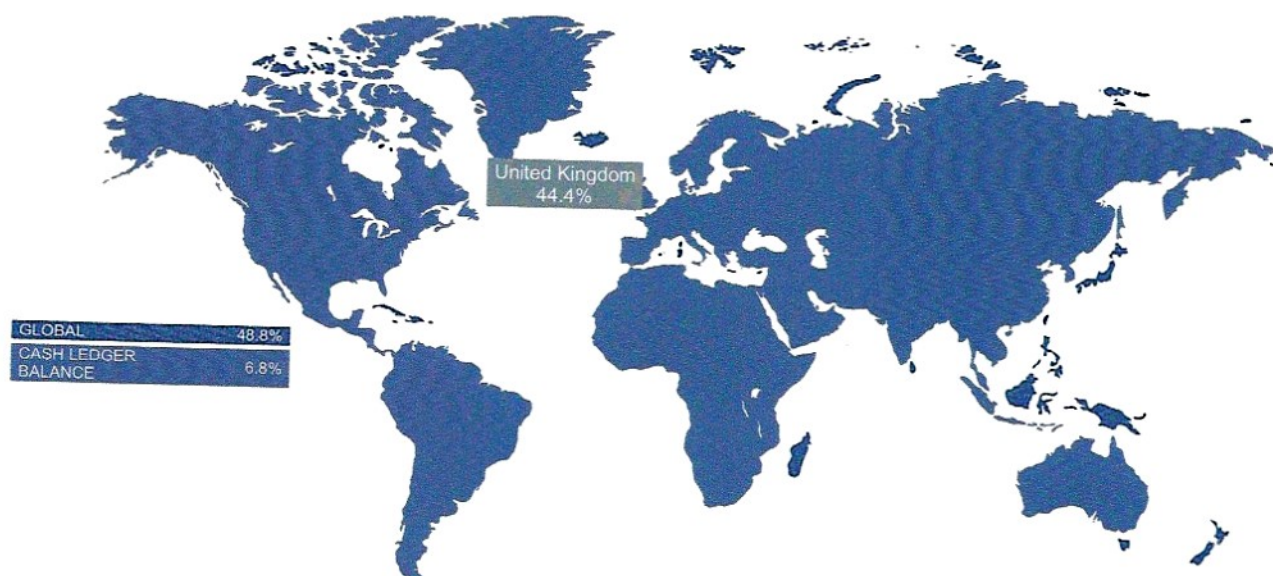 United Kingdom
44.4%
GLOBAL 48.8%
CASH LEDGER
BALANCE 6.8%